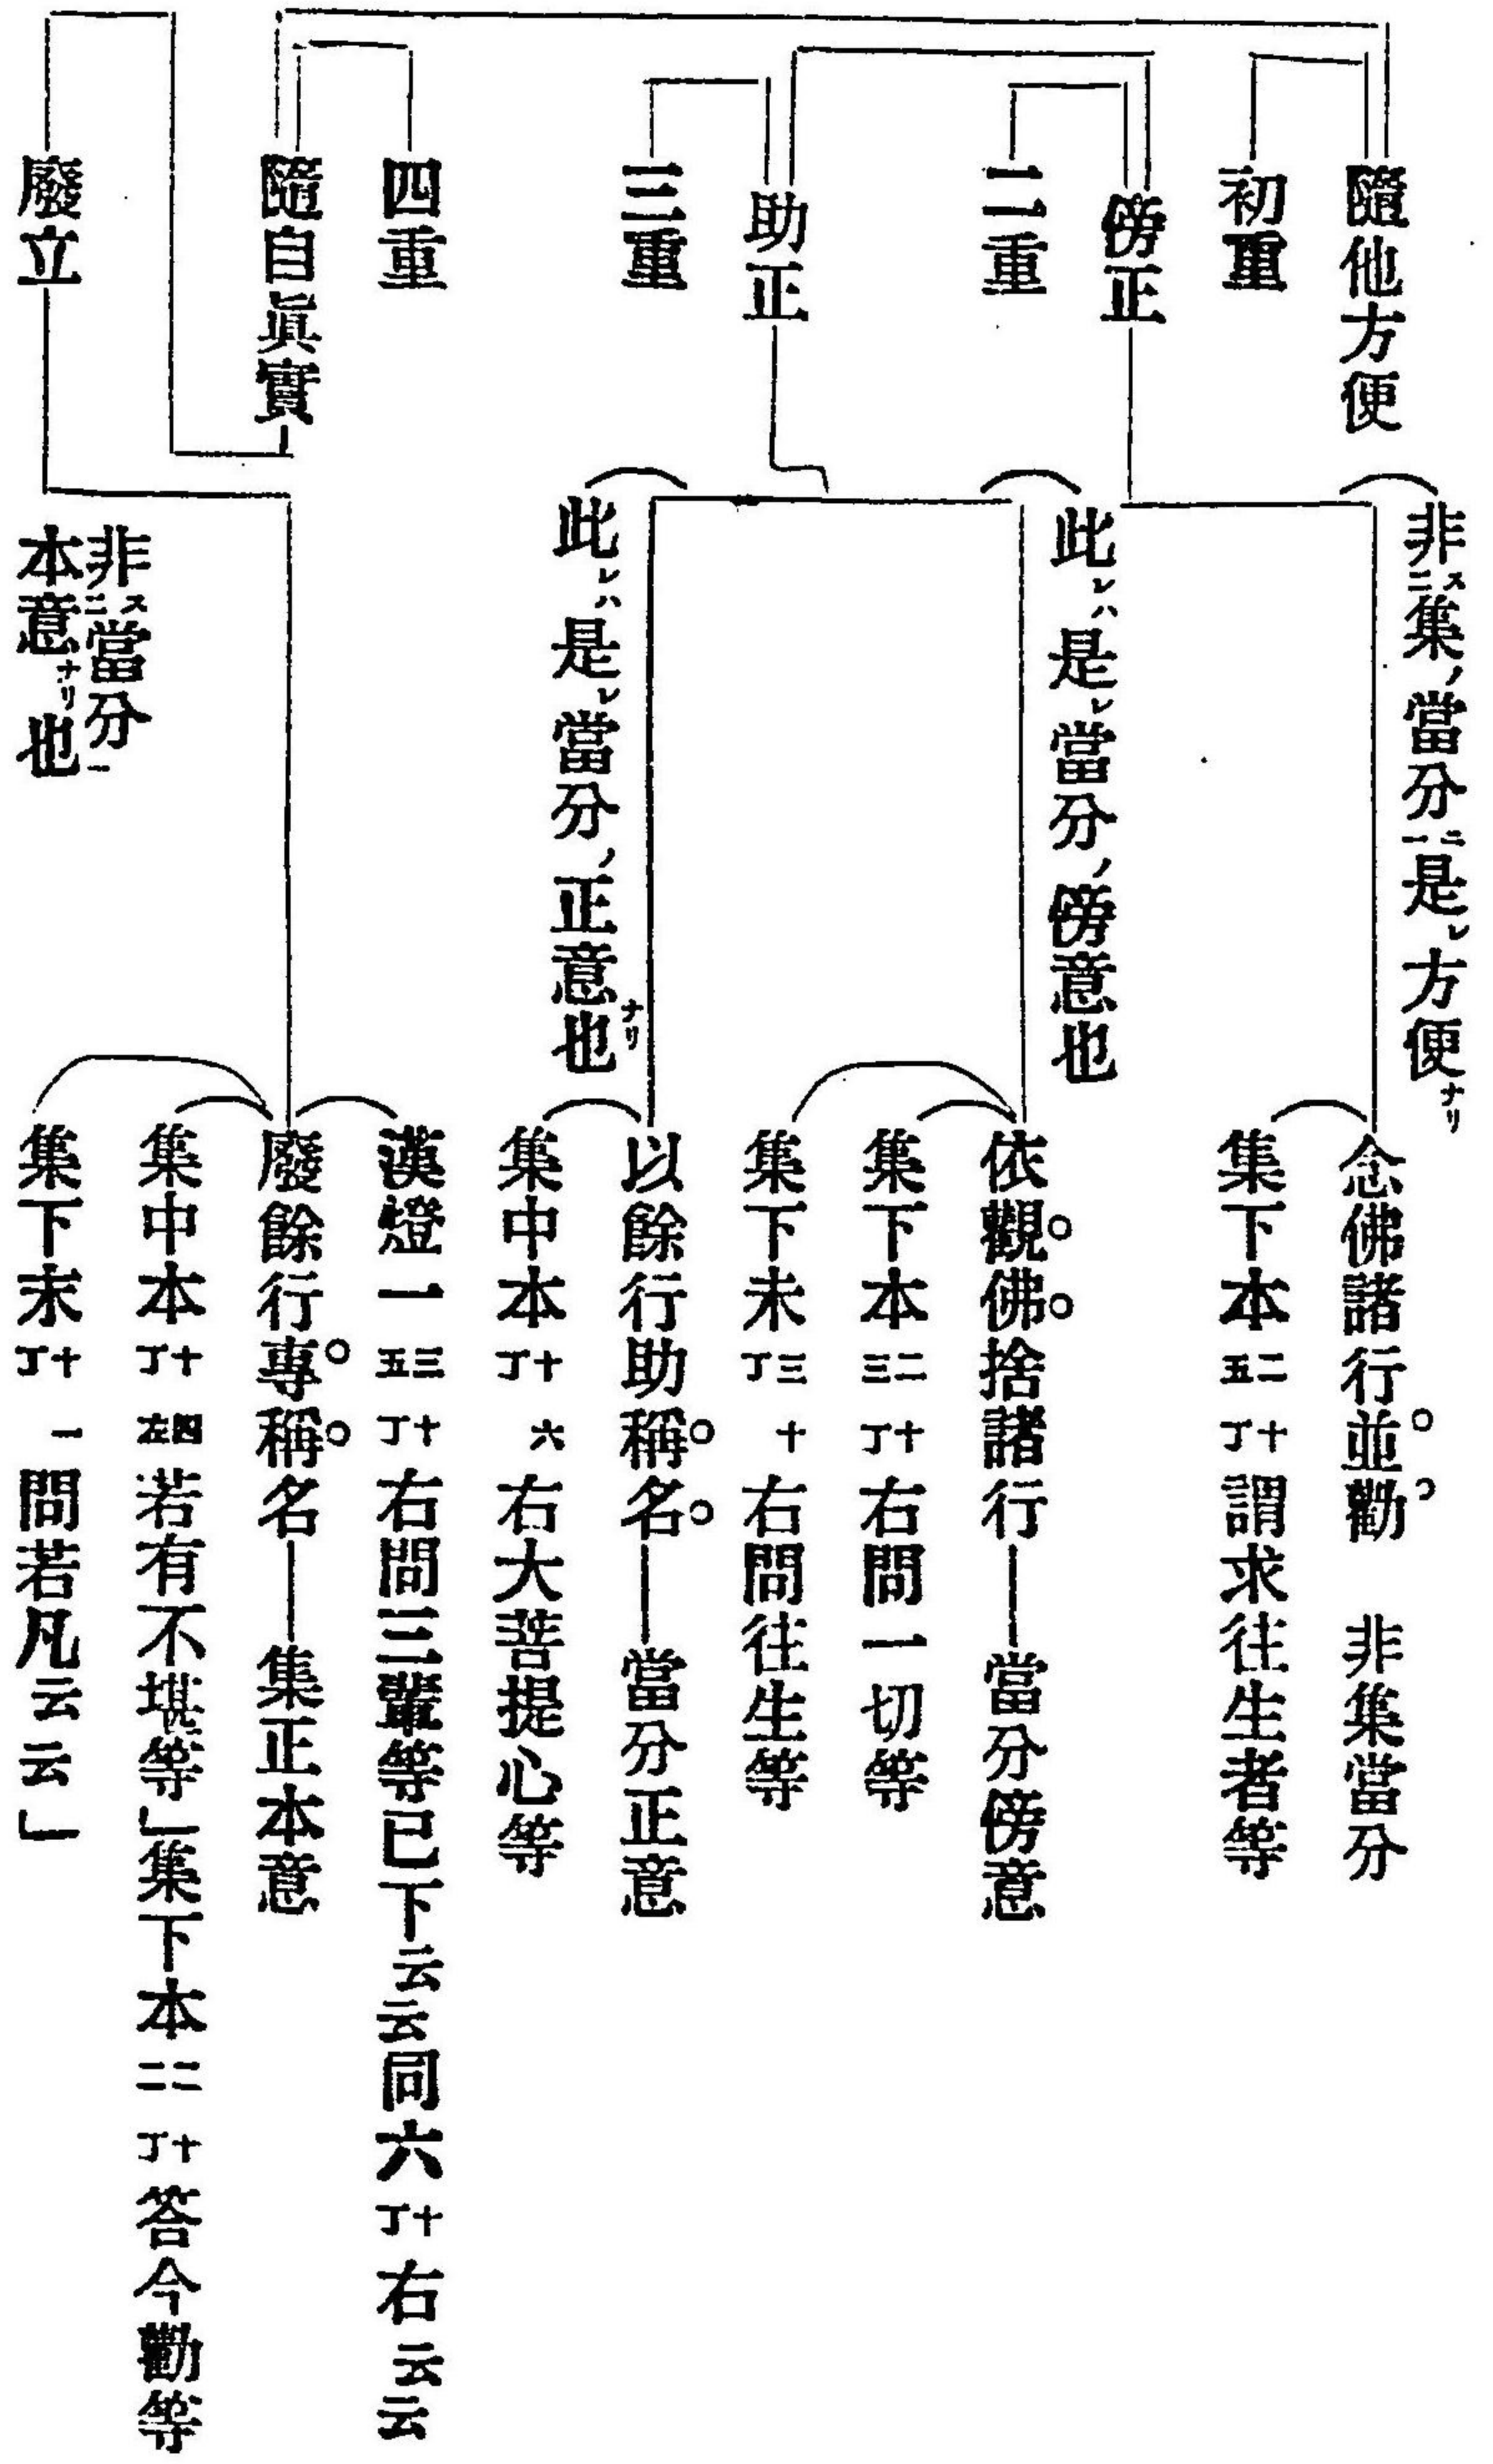 隨他方便
初重
傍正
二重
助正
三重
四重
隨自眞實
廢立
非ニス集ノ當分一ニ是レ方便ナリ
此レハ是レ當分ノ傍意也
此レハ是レ當分ノ正意也ナリ
非ニス當分一
本意ナリ也
念佛諸行並勸 非集當分
集下本二十五丁謂求往生者等
依觀佛捨諸行―當分傍意
集下本二十三丁右問一切等
集下末三十丁右問往生等
以餘行助稱名―當分正意
集中本十六丁右大菩提心等
漢燈一三十五丁右問三輩等已下云云同六十丁右云云
廢餘行專稱名―集正本意
集中本十四丁左若有不堪等」集下本二十二丁答今勸等
集下末十一丁問若凡云云」